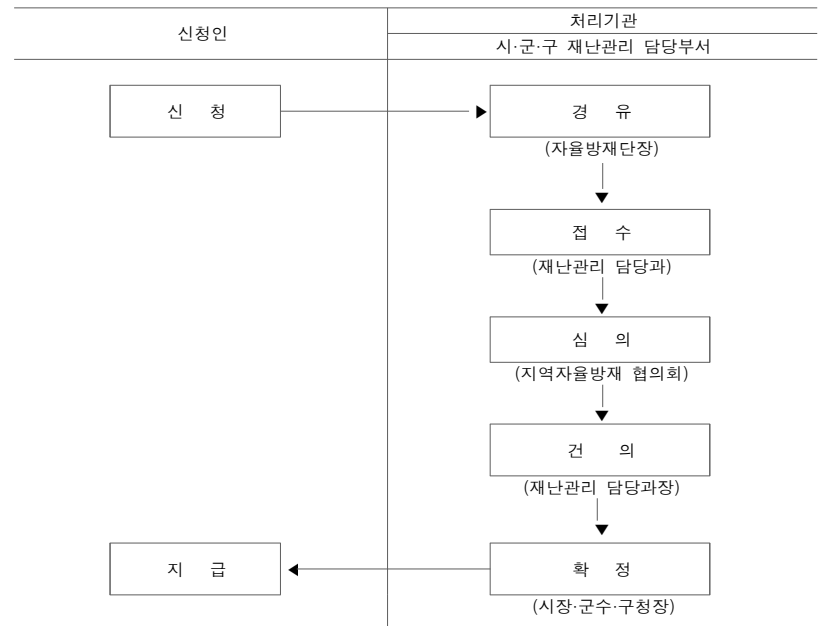 신청인
처리기관
시·군·구 재난관리 담당부서
신 청
경 유
(자율방재단장)
접 수
(재난관리 담당과)
심 의
(지역자율방재 협의회)
건 의
(재난관리 담당과장)
지 급
확 정
(시장·군수·구청장)